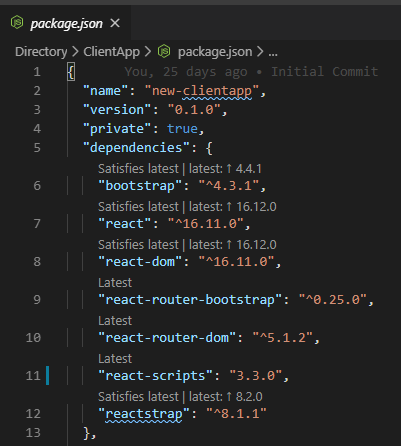 package.json ×
Directory > ClientApp > package.json > ...
1 { You, 25 days ago • Initial Commit
2 "name": "new-clientapp",
3 "version": "0.1.0",
4 "private": true,
5 "dependencies": {
Satisfies latest | latest: ↑ 4.4.1
6 "bootstrap": "^4.3.1",
Satisfies latest | latest: ↑ 16.12.0
7 "react": "^16.11.0",
Satisfies latest | latest: ↑ 16.12.0
8 "react-dom": "^16.11.0",
Latest
9 "react-router-bootstrap": "^0.25.0",
Latest
10 "react-router-dom": "^5.1.2",
Latest
11 "react-scripts": "3.3.0",
Satisfies latest | latest: ↑ 8.2.0
12 "reactstrap": "^8.1.1"
13 },